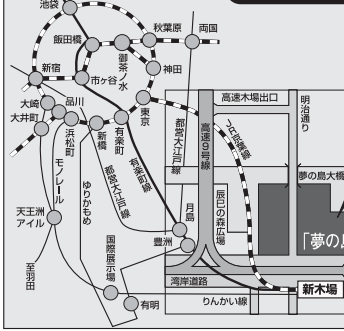 池袋
飯田橋
秋葉原
両国
御茶ノ水
神田
新宿
市ヶ谷
大崎
品川
大井町
浜松町
新橋
有楽町
東京
高速木場出口
明治通り
高速9号線
JR京葉線
都営大江戸線
モノレール
ゆりかもめ
都営大江戸線
有楽町線
夢の島大橋
辰巳の森広場
月島
豊洲
天王洲
アイル
「夢の島
国際展示場
湾岸道路
新木場
至羽田
有明
りんかい線